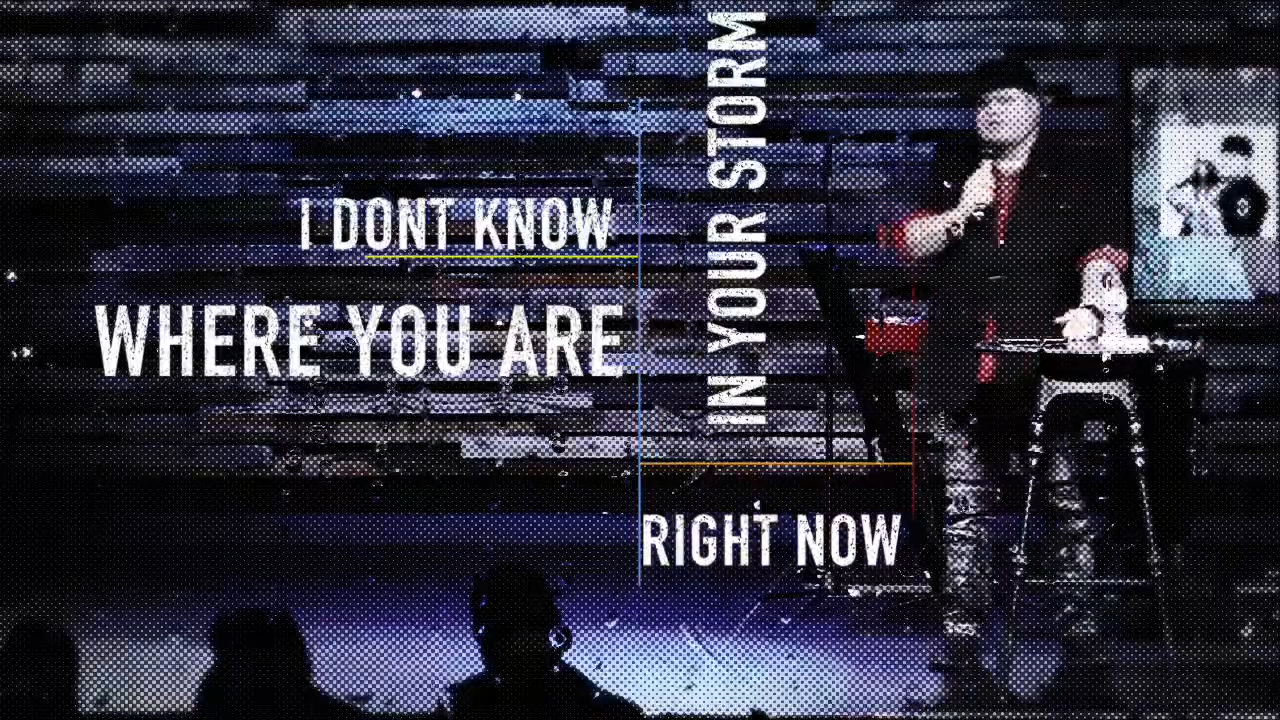 I DONT KNOW
WHERE YOU ARE
IN YOUR STORM
RIGHT NOW